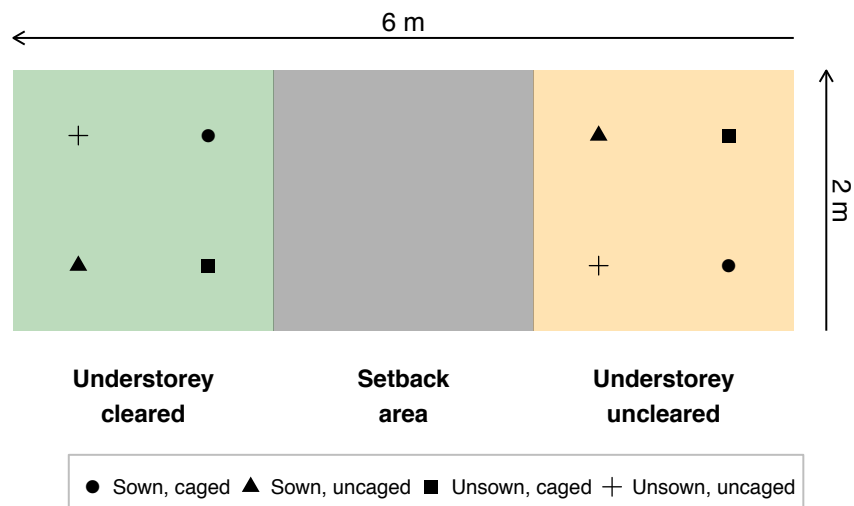 6 m
2 m
Understorey
cleared
Setback
area
Understorey
uncleared
Sown, caged
Sown, uncaged
Unsown, caged
Unsown, uncaged